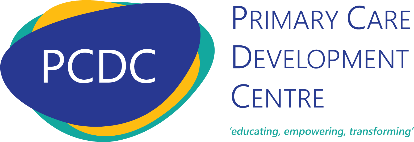 PCDC
PRIMARY CARE
DEVELOPMENT
CENTRE
'educating, empowering, transforming'